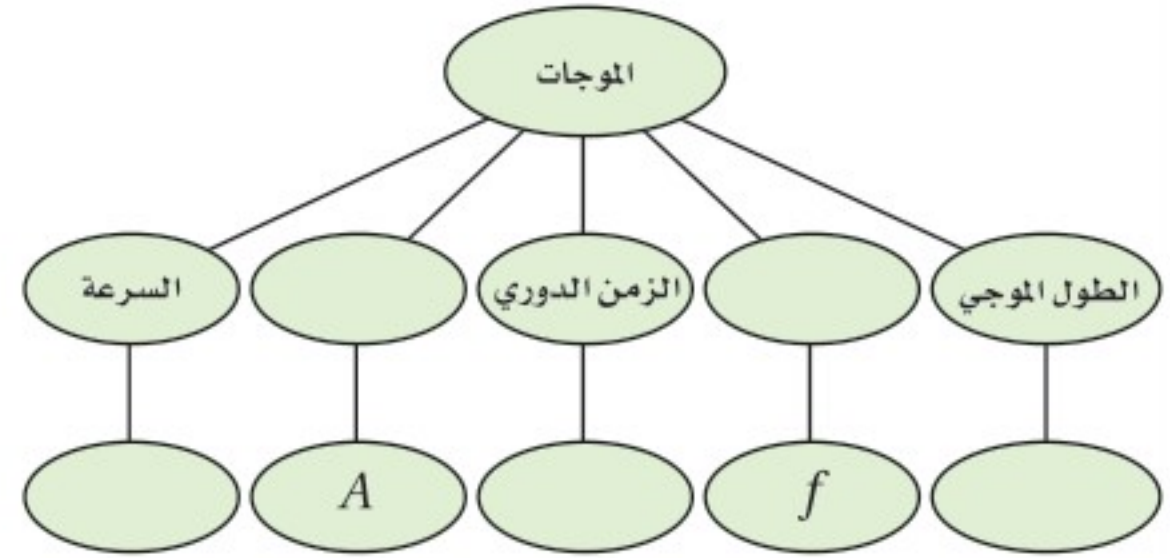 الموجات
الطول الموجي
الزمن الدوري
السرعة
f
A